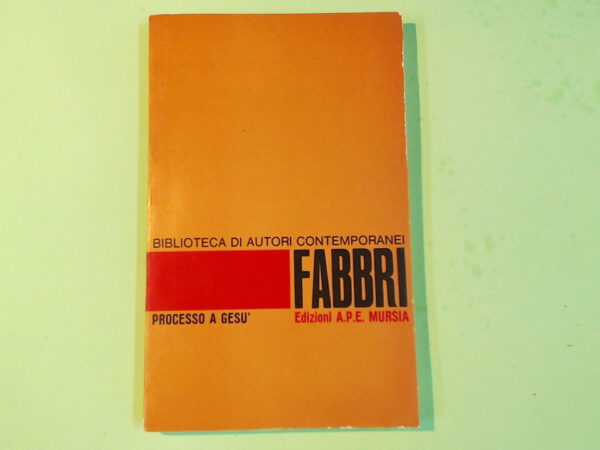 BIBLIOTECA DI AUTORI CONTEMPORANEI
FABBRI
PROCESSO A GESU'
Edizioni A.P.E. MURSIA